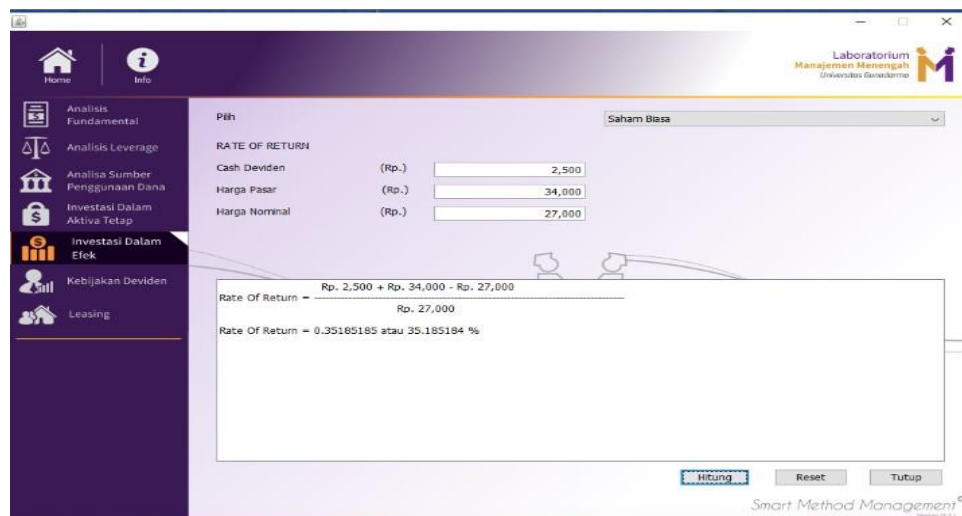 Home
Info
Laboratorium
Manajemen Menengah
Universitas Gunadarma
Analisis
Fundamental
Analisis Leverage
Analisa Sumber
Penggunaan Dana
Investasi Dalam
Aktiva Tetap
Investasi Dalam
Efek
Kebijakan Deviden
Leasing
Pilih
Saham Biasa
RATE OF RETURN
Cash Deviden (Rp.) 2,500
Harga Pasar (Rp.) 34,000
Harga Nominal (Rp.) 27,000
Rp. 2,500 + Rp. 34,000 - Rp. 27,000
Rate Of Return =
Rp. 27,000
Rate Of Return = 0.35185185 atau 35.185184 %
Hitung Reset Tutup
Smart Method Management